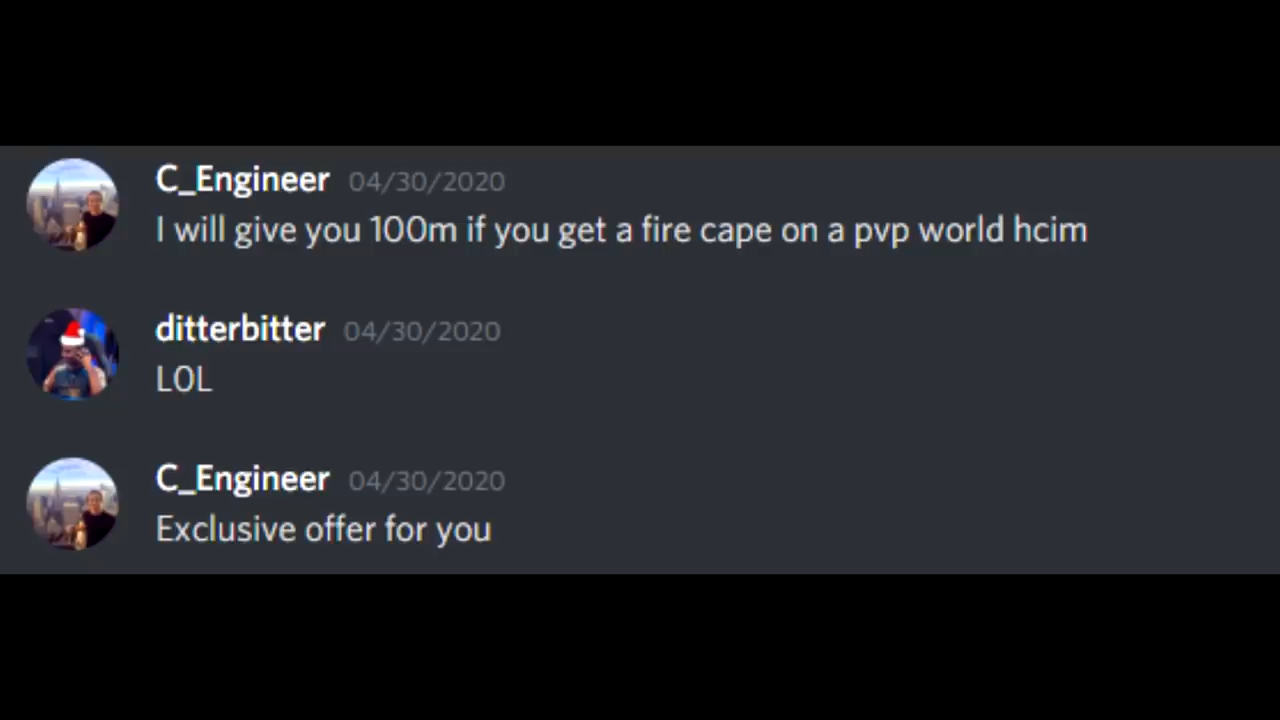 C_Engineer 04/30/2020
I will give you 100m if you get a fire cape on a pvp world hcim
ditterbitter 04/30/2020
LOL
C_Engineer 04/30/2020
Exclusive offer for you